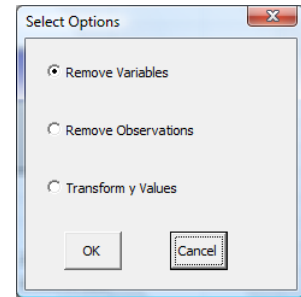 Select Options
Remove Variables
Remove Observations
Transform y Values
OK Cancel